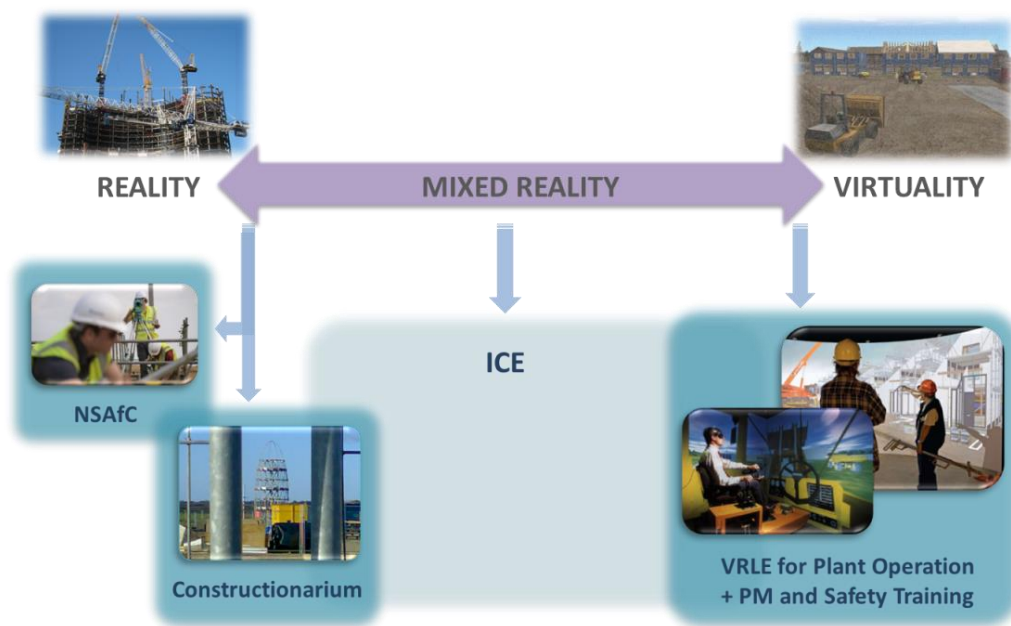 REALITY
MIXED REALITY
VIRTUALITY
NSAfC
ICE
Constructionarium
VRLE for Plant Operation
+ PM and Safety Training